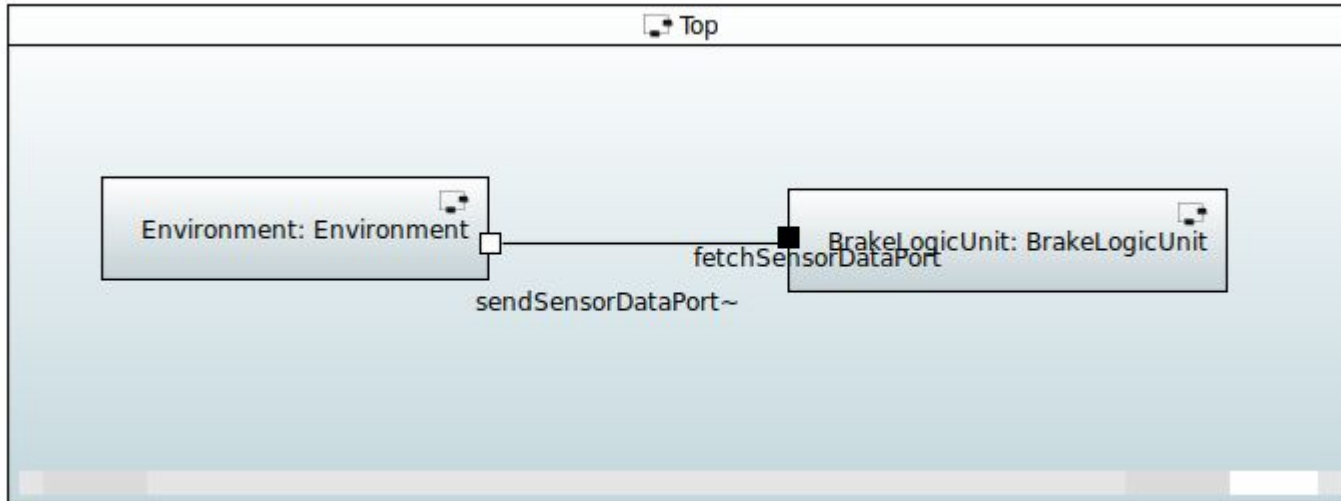 Top
Environment: Environment
BrakeLogicUnit: BrakeLogicUnit
fetchSensorDataPort
sendSensorDataPort~